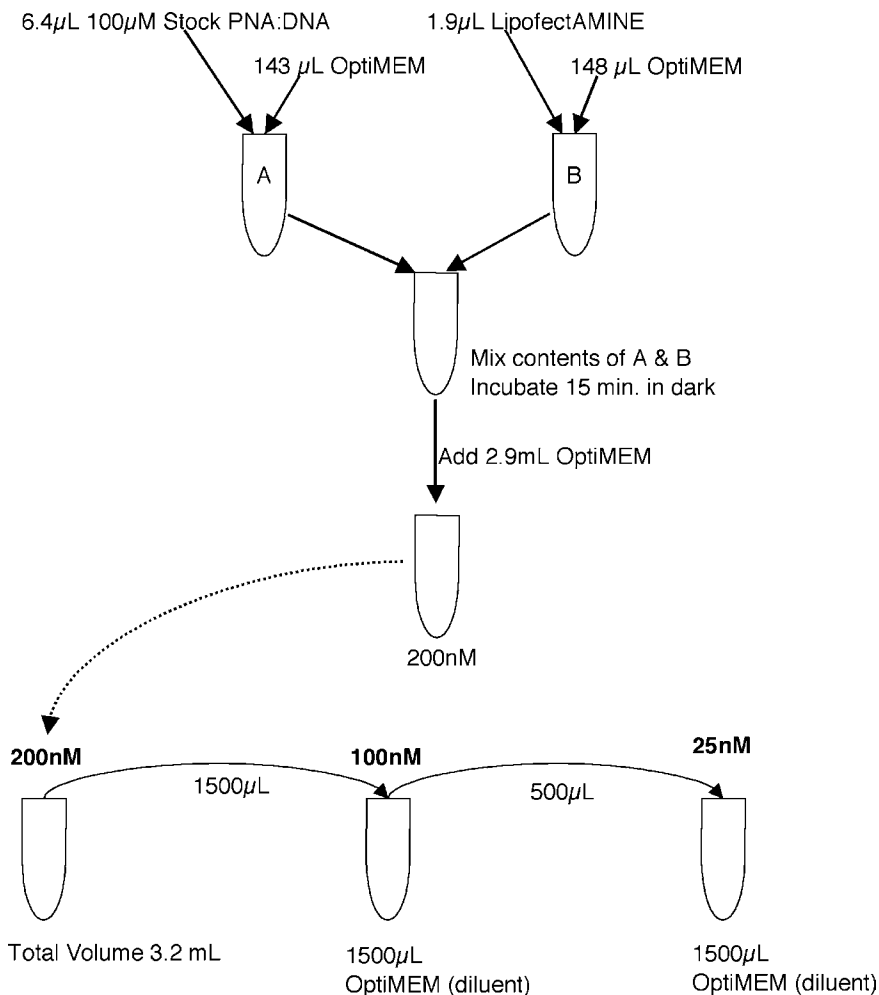 6.4µL 100µM Stock PNA:DNA
1.9µL LipofectAMINE
143 µL OptiMEM
148 µL OptiMEM
A
B
Mix contents of A & B
Incubate 15 min. in dark
Add 2.9mL OptiMEM
200nM
200nM
100nM
25nM
1500µL
500µL
Total Volume 3.2 mL
1500µL
OptiMEM (diluent)
1500µL
OptiMEM (diluent)